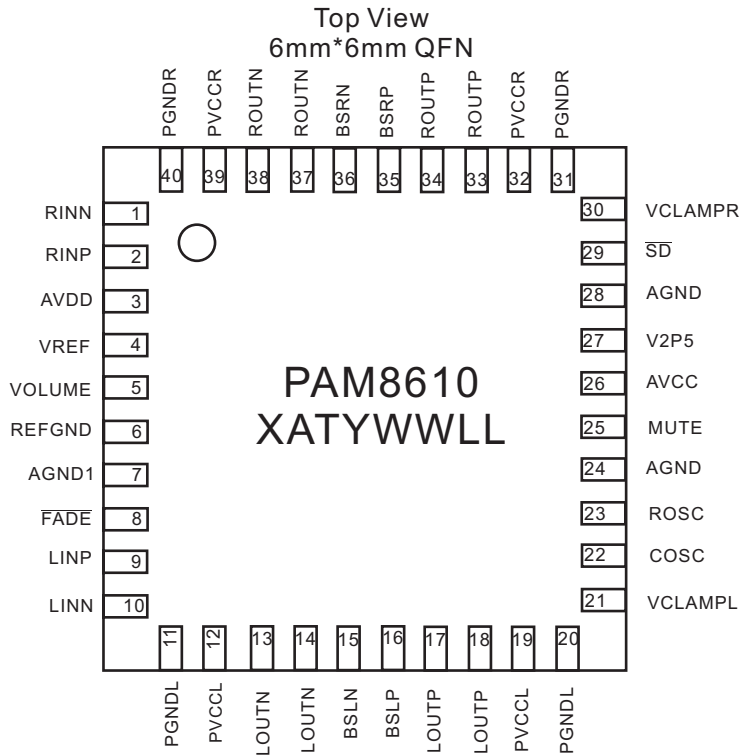 Top View
6mm*6mm QFN
PGNDR
PVCCR
ROUTN
ROUTN
BSRN
BSRP
ROUTP
ROUTP
PVCCR
PGNDR
40 39 38 37 36 35 34 33 32 31
RINN 1
RINP 2
AVDD 3
VREF 4
VOLUME 5
REFGND 6
AGND1 7
FADE 8
LINP 9
LINN 10
PAM8610
XATYWWLL
30 VCLAMPR
29 SD
28 AGND
27 V2P5
26 AVCC
25 MUTE
24 AGND
23 ROSC
22 COSC
21 VCLAMPL
11 12 13 14 15 16 17 18 19 20
PGNDL
PVCCL
LOUTN
LOUTN
BSLN
BSLP
LOUTP
LOUTP
PVCCL
PGNDL